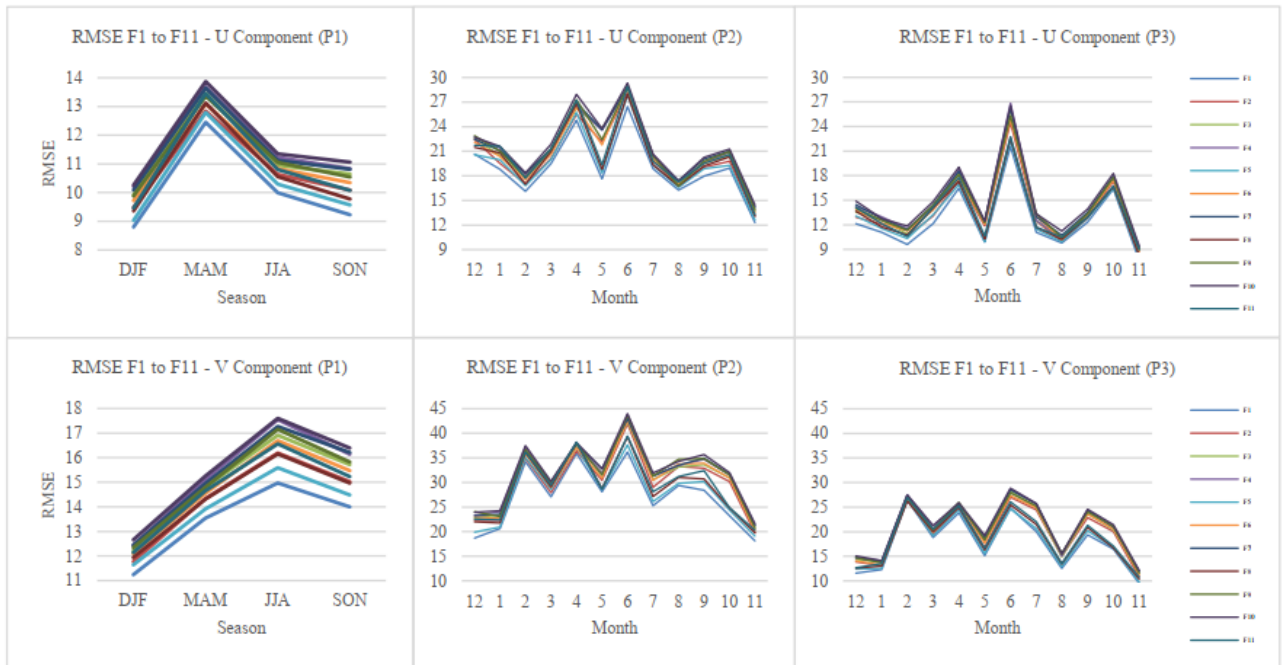 RMSE F1 to F11 - U Component (P1)
14
13
12
11
10
9
8
RMSE
DJF MAM JJA SON
Season
RMSE F1 to F11 - U Component (P2)
30
27
24
21
18
15
12
9
12 1 2 3 4 5 6 7 8 9 10 11
Month
RMSE F1 to F11 - U Component (P3)
30
27
24
21
18
15
12
9
12 1 2 3 4 5 6 7 8 9 10 11
Month
F1
F2
F3
F4
F5
F6
F7
F8
F9
F10
F11
RMSE F1 to F11 - V Component (P1)
18
17
16
15
14
13
12
11
RMSE
DJF MAM JJA SON
Season
RMSE F1 to F11 - V Component (P2)
45
40
35
30
25
20
15
10
12 1 2 3 4 5 6 7 8 9 10 11
Month
RMSE F1 to F11 - V Component (P3)
45
40
35
30
25
20
15
10
12 1 2 3 4 5 6 7 8 9 10 11
Month
F1
F2
F3
F4
F5
F6
F7
F8
F9
F10
F11